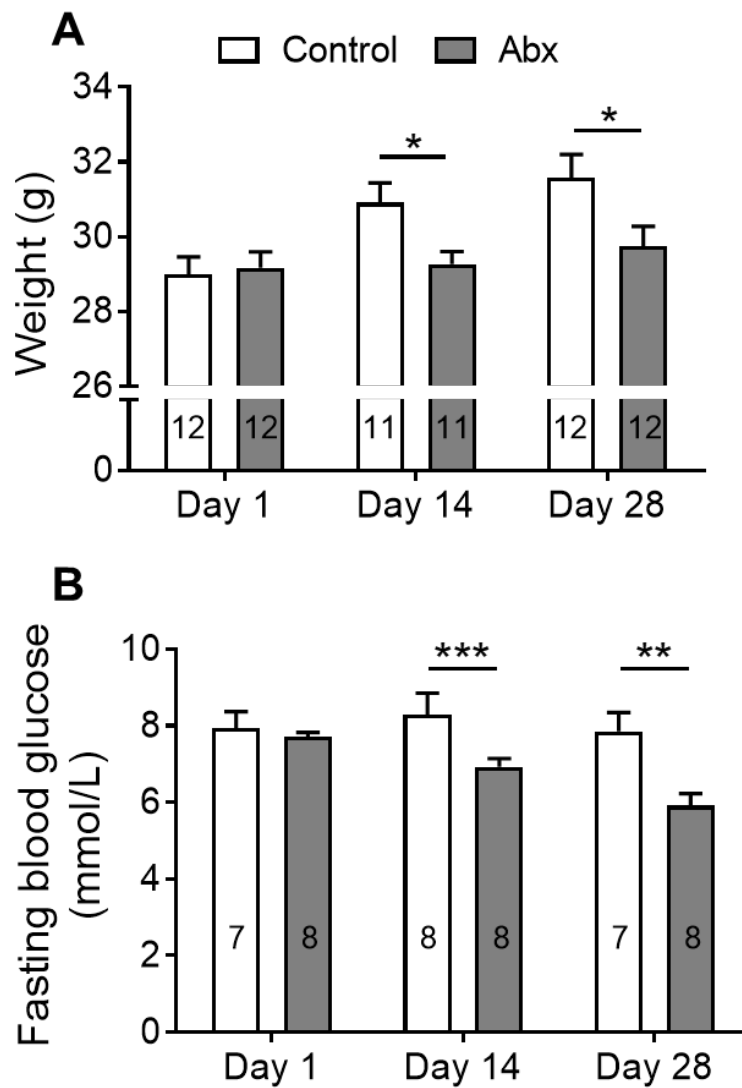 A
Control Abx
Weight (g)
34
32
30
28
26
0
* *
12 12 11 11 12 12
Day 1 Day 14 Day 28
B
Fasting blood glucose
(mmol/L)
10
8
6
4
2
0
*** **
7 8 8 8 7 8
Day 1 Day 14 Day 28